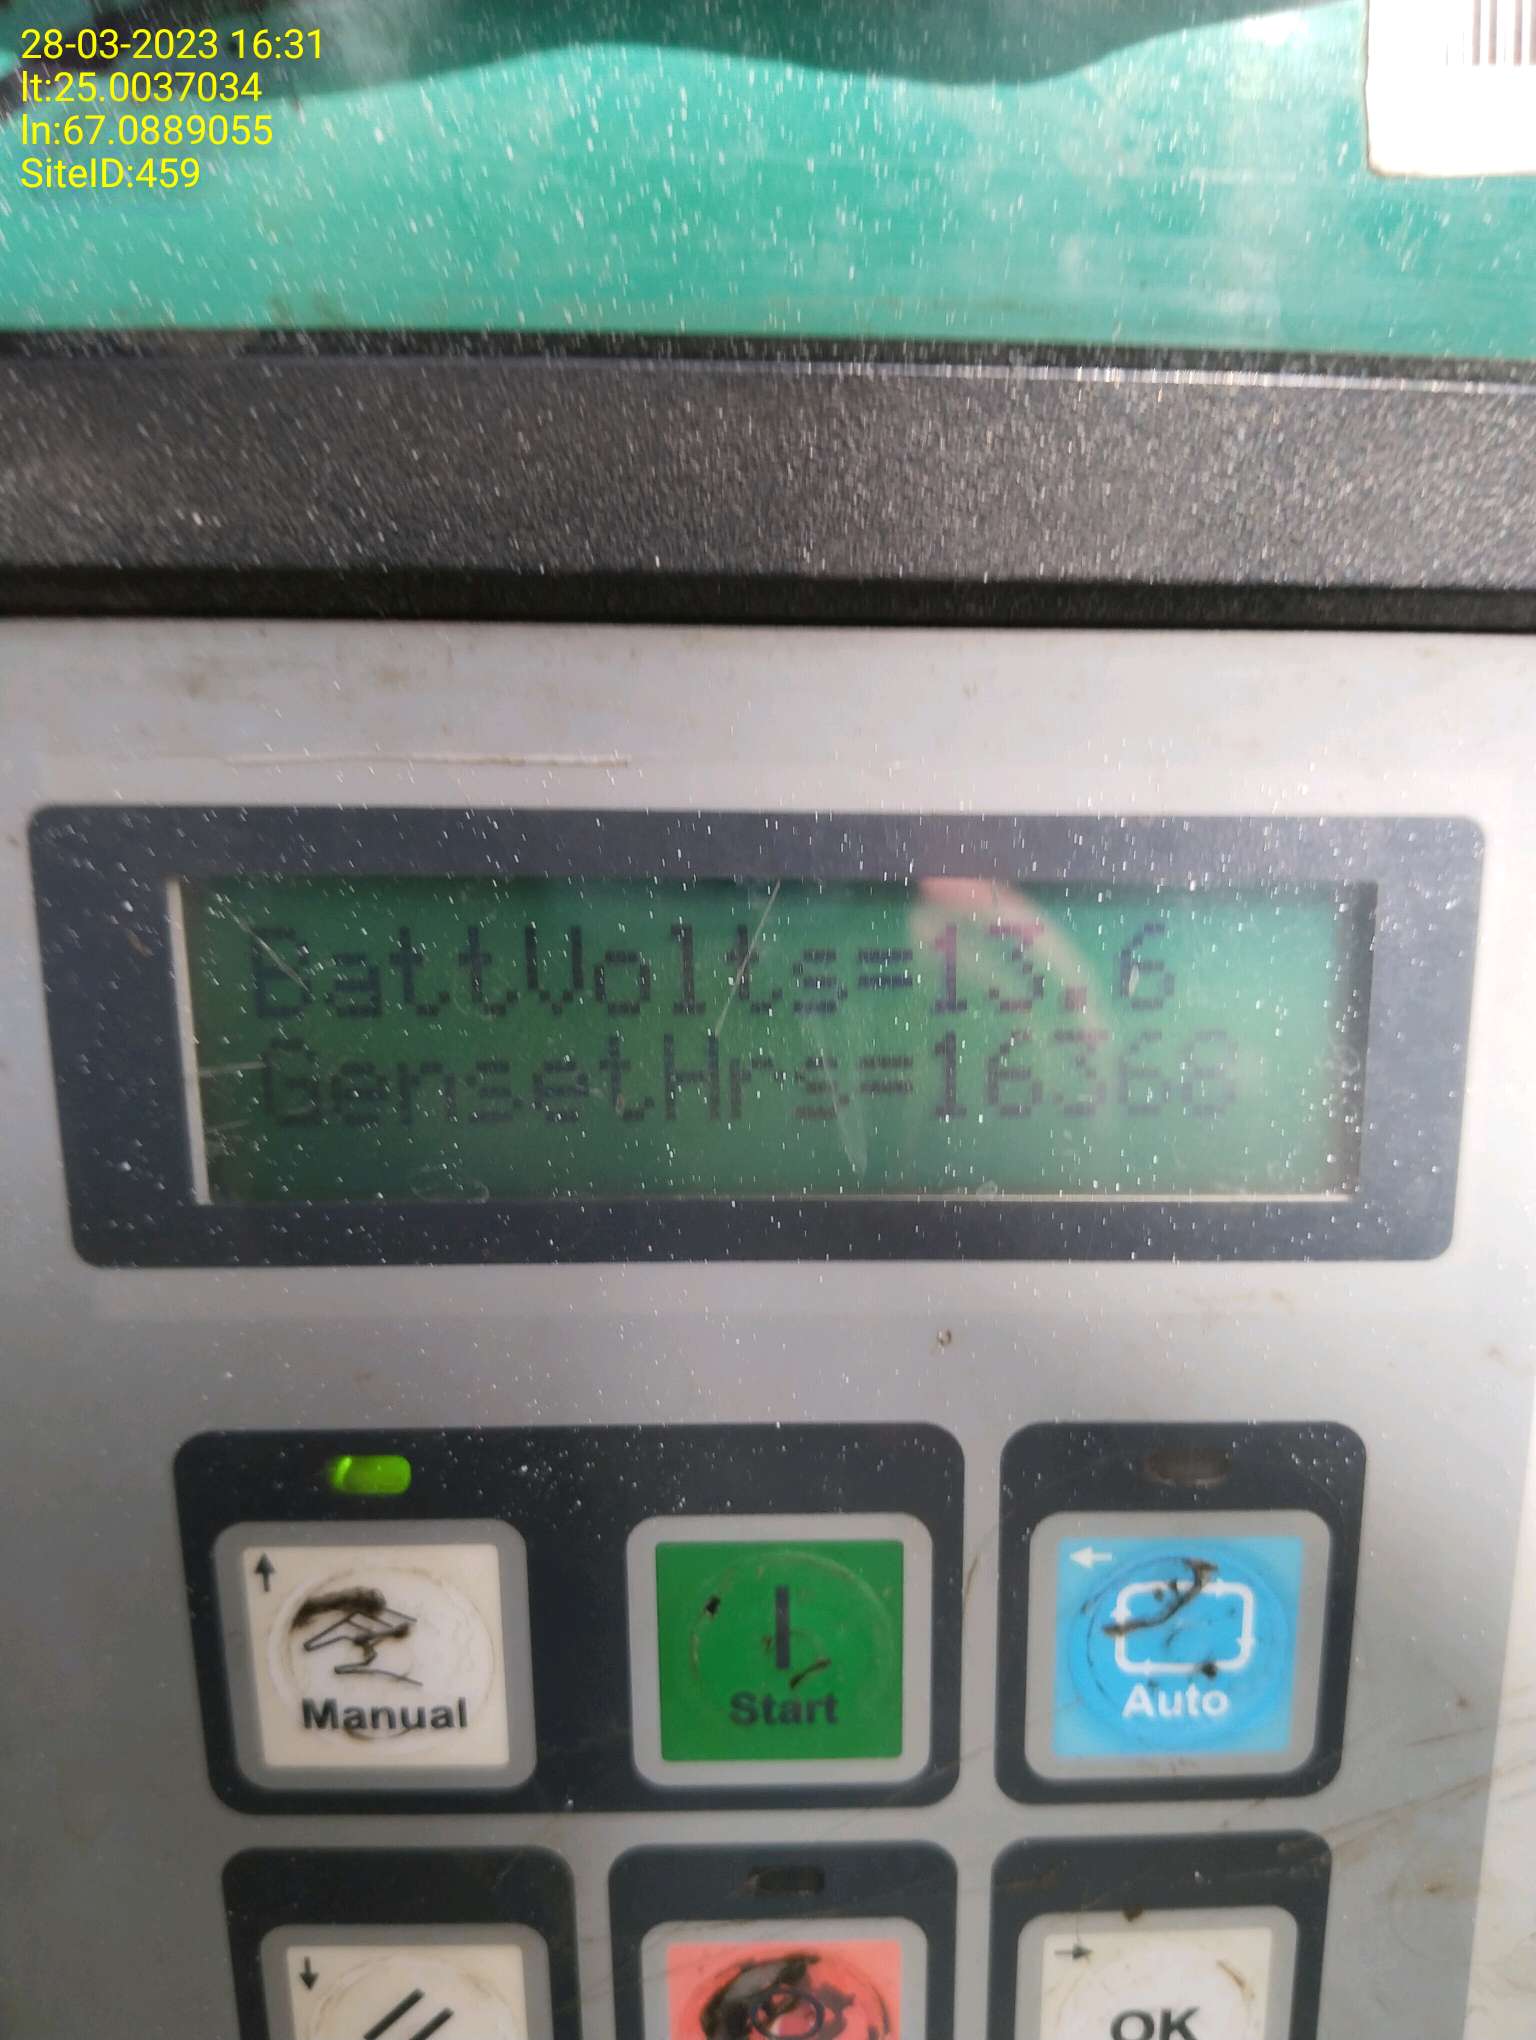 28-03-2023 16:31
lt:25.0037034
ln:67.0889055
SiteID:459
BattVolts=13.6
GensetHrs=16368
Manual
Start
Auto
OK